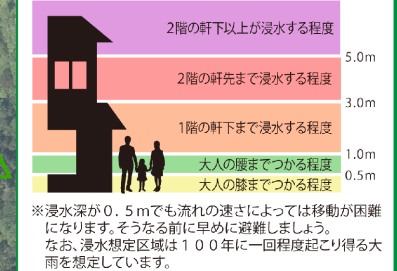 2階の軒下以上が浸水する程度
5.0m
2階の軒先まで浸水する程度
3.0m
1階の軒下まで浸水する程度
1.0m
大人の腰までつかる程度
0.5m
大人の膝までつかる程度
※浸水深が０.５mでも流れの速さによっては移動が困難
になります。そうなる前に早めに避難しましょう。
なお、浸水想定区域は１００年に一回程度起こり得る大
雨を想定しています。